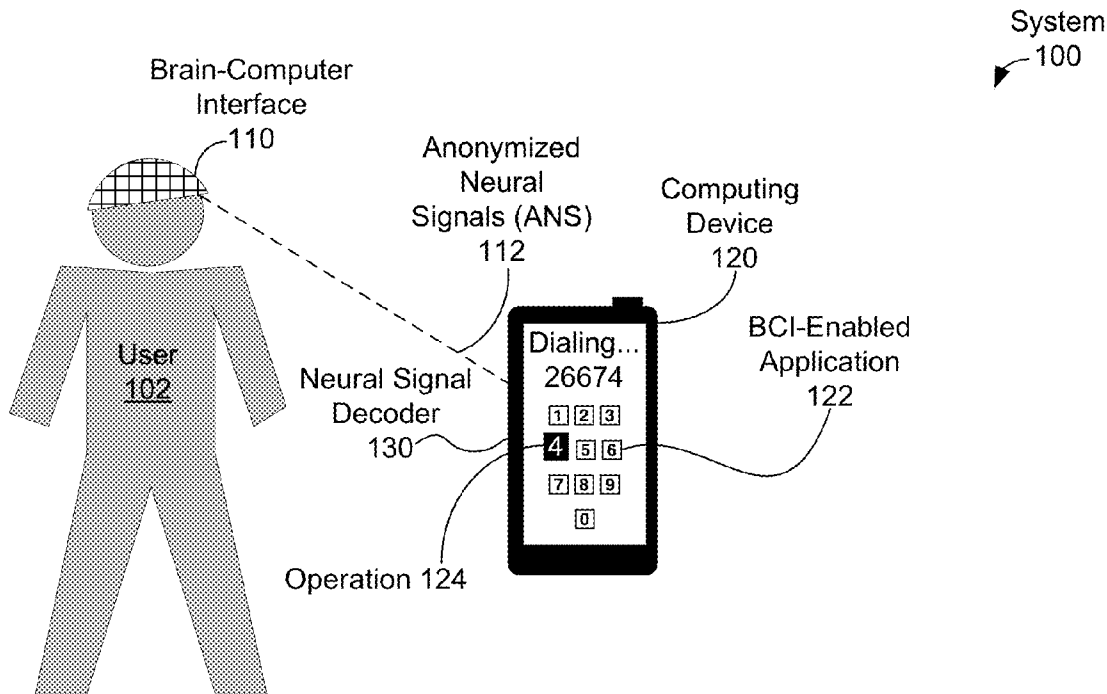 System
100
Brain-Computer
Interface
110
Anonymized
Neural
Signals (ANS)
112
Computing
Device
120
BCI-Enabled
Application
122
User
102
Neural Signal
Decoder
130
Dialing...
26674
1 2 3
4 5 6
7 8 9
0
Operation 124